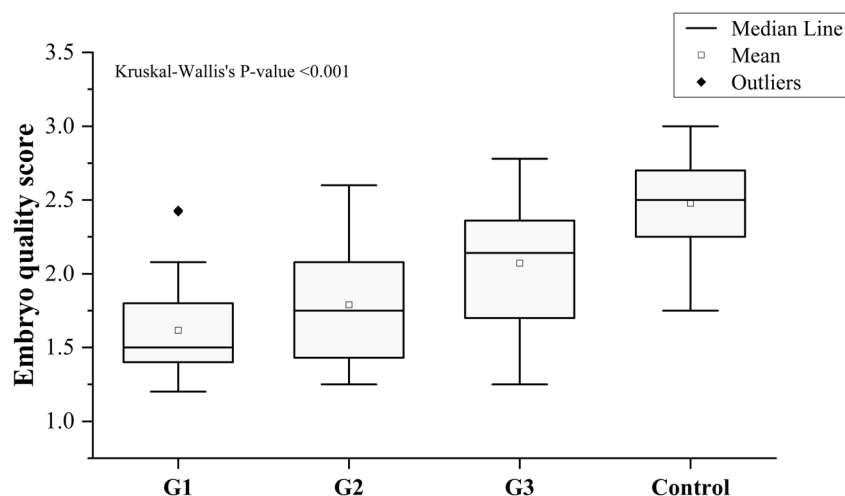 Median Line
Mean
Outliers
Kruskal-Wallis's P-value <0.001
Embryo quality score
3.5
3.0
2.5
2.0
1.5
1.0
G1
G2
G3
Control